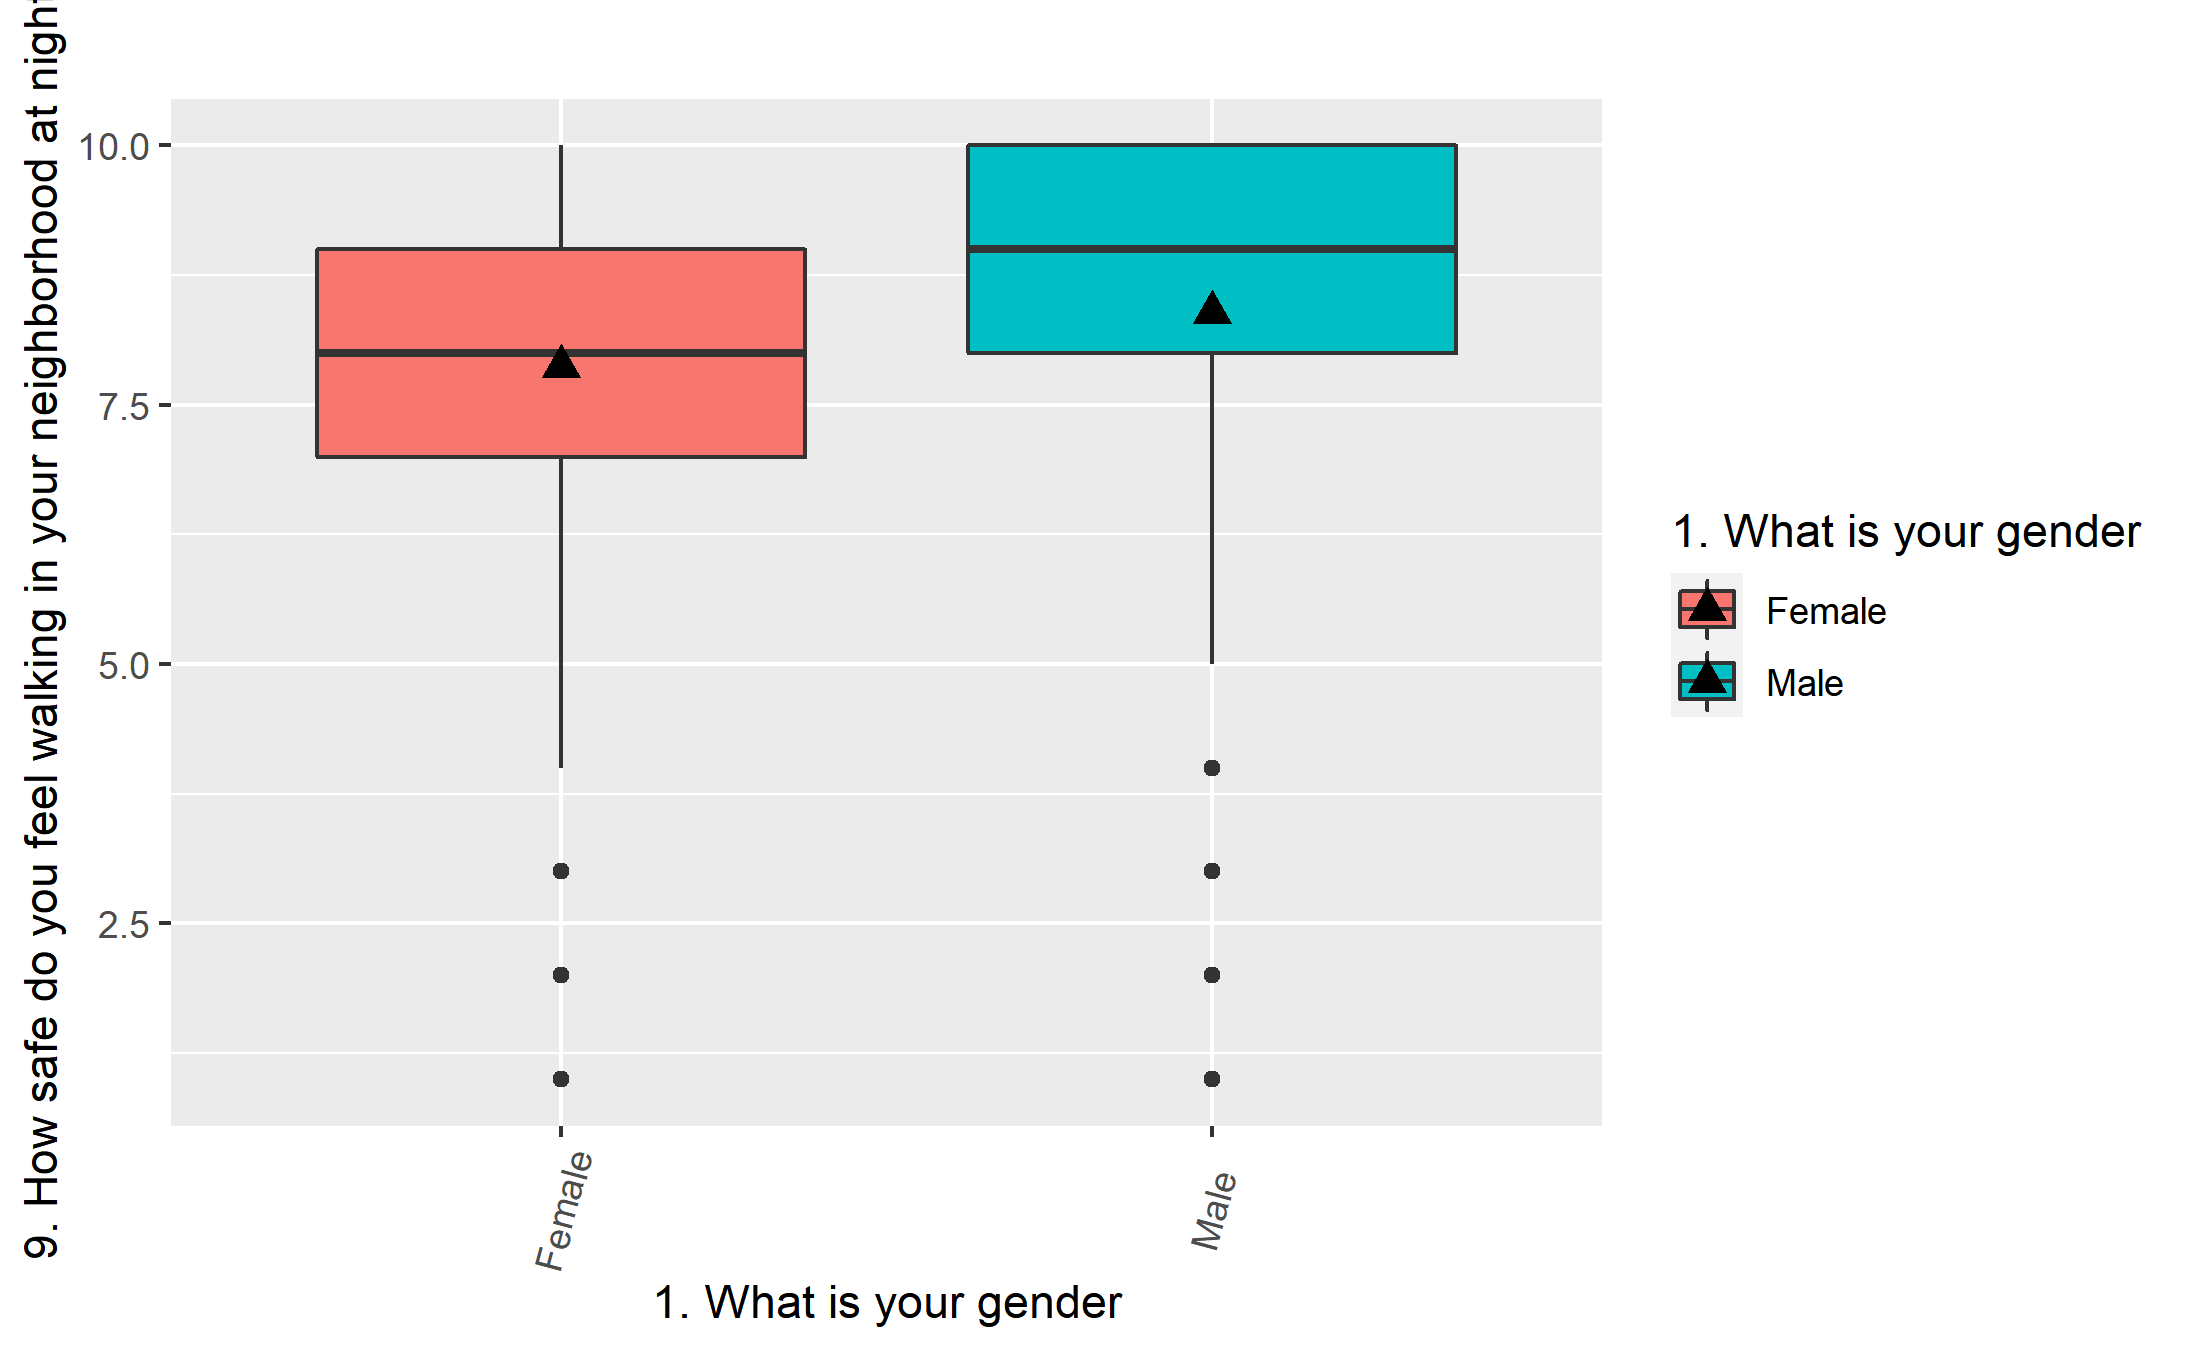 9. How safe do you feel walking in your neighborhood at night
10.0
7.5
5.0
2.5
Female
Male
1. What is your gender
1. What is your gender
Female
Male